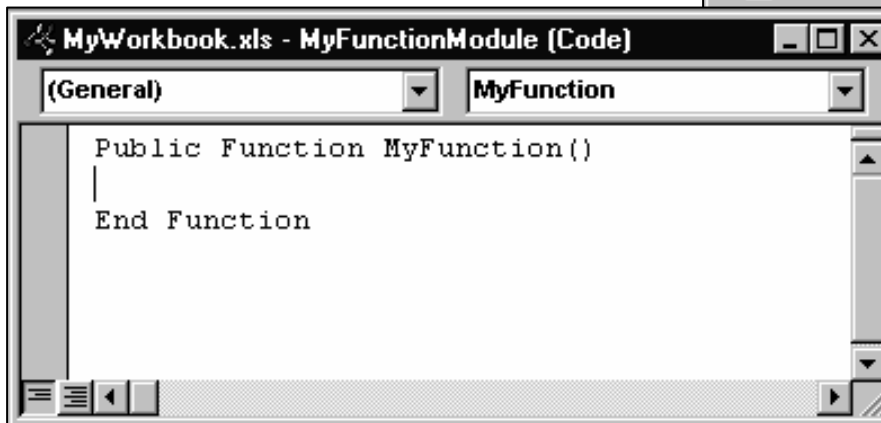 MyWorkbook.xls - MyFunctionModule (Code)
(General) MyFunction
Public Function MyFunction()
End Function